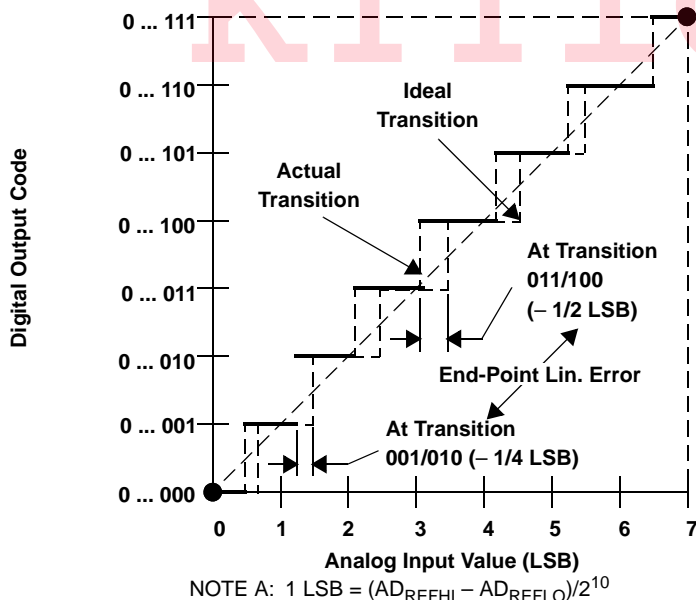 0 ... 111
0 ... 110
Ideal
Transition
0 ... 101
Actual
Transition
0 ... 100
At Transition
011/100
(– 1/2 LSB)
Digital Output Code
0 ... 011
0 ... 010
End-Point Lin. Error
0 ... 001
At Transition
001/010 (– 1/4 LSB)
0 ... 000
0 1 2 3 4 5 6 7
Analog Input Value (LSB)
NOTE A: 1 LSB = (ADREFHI – ADREFLO)/2^10